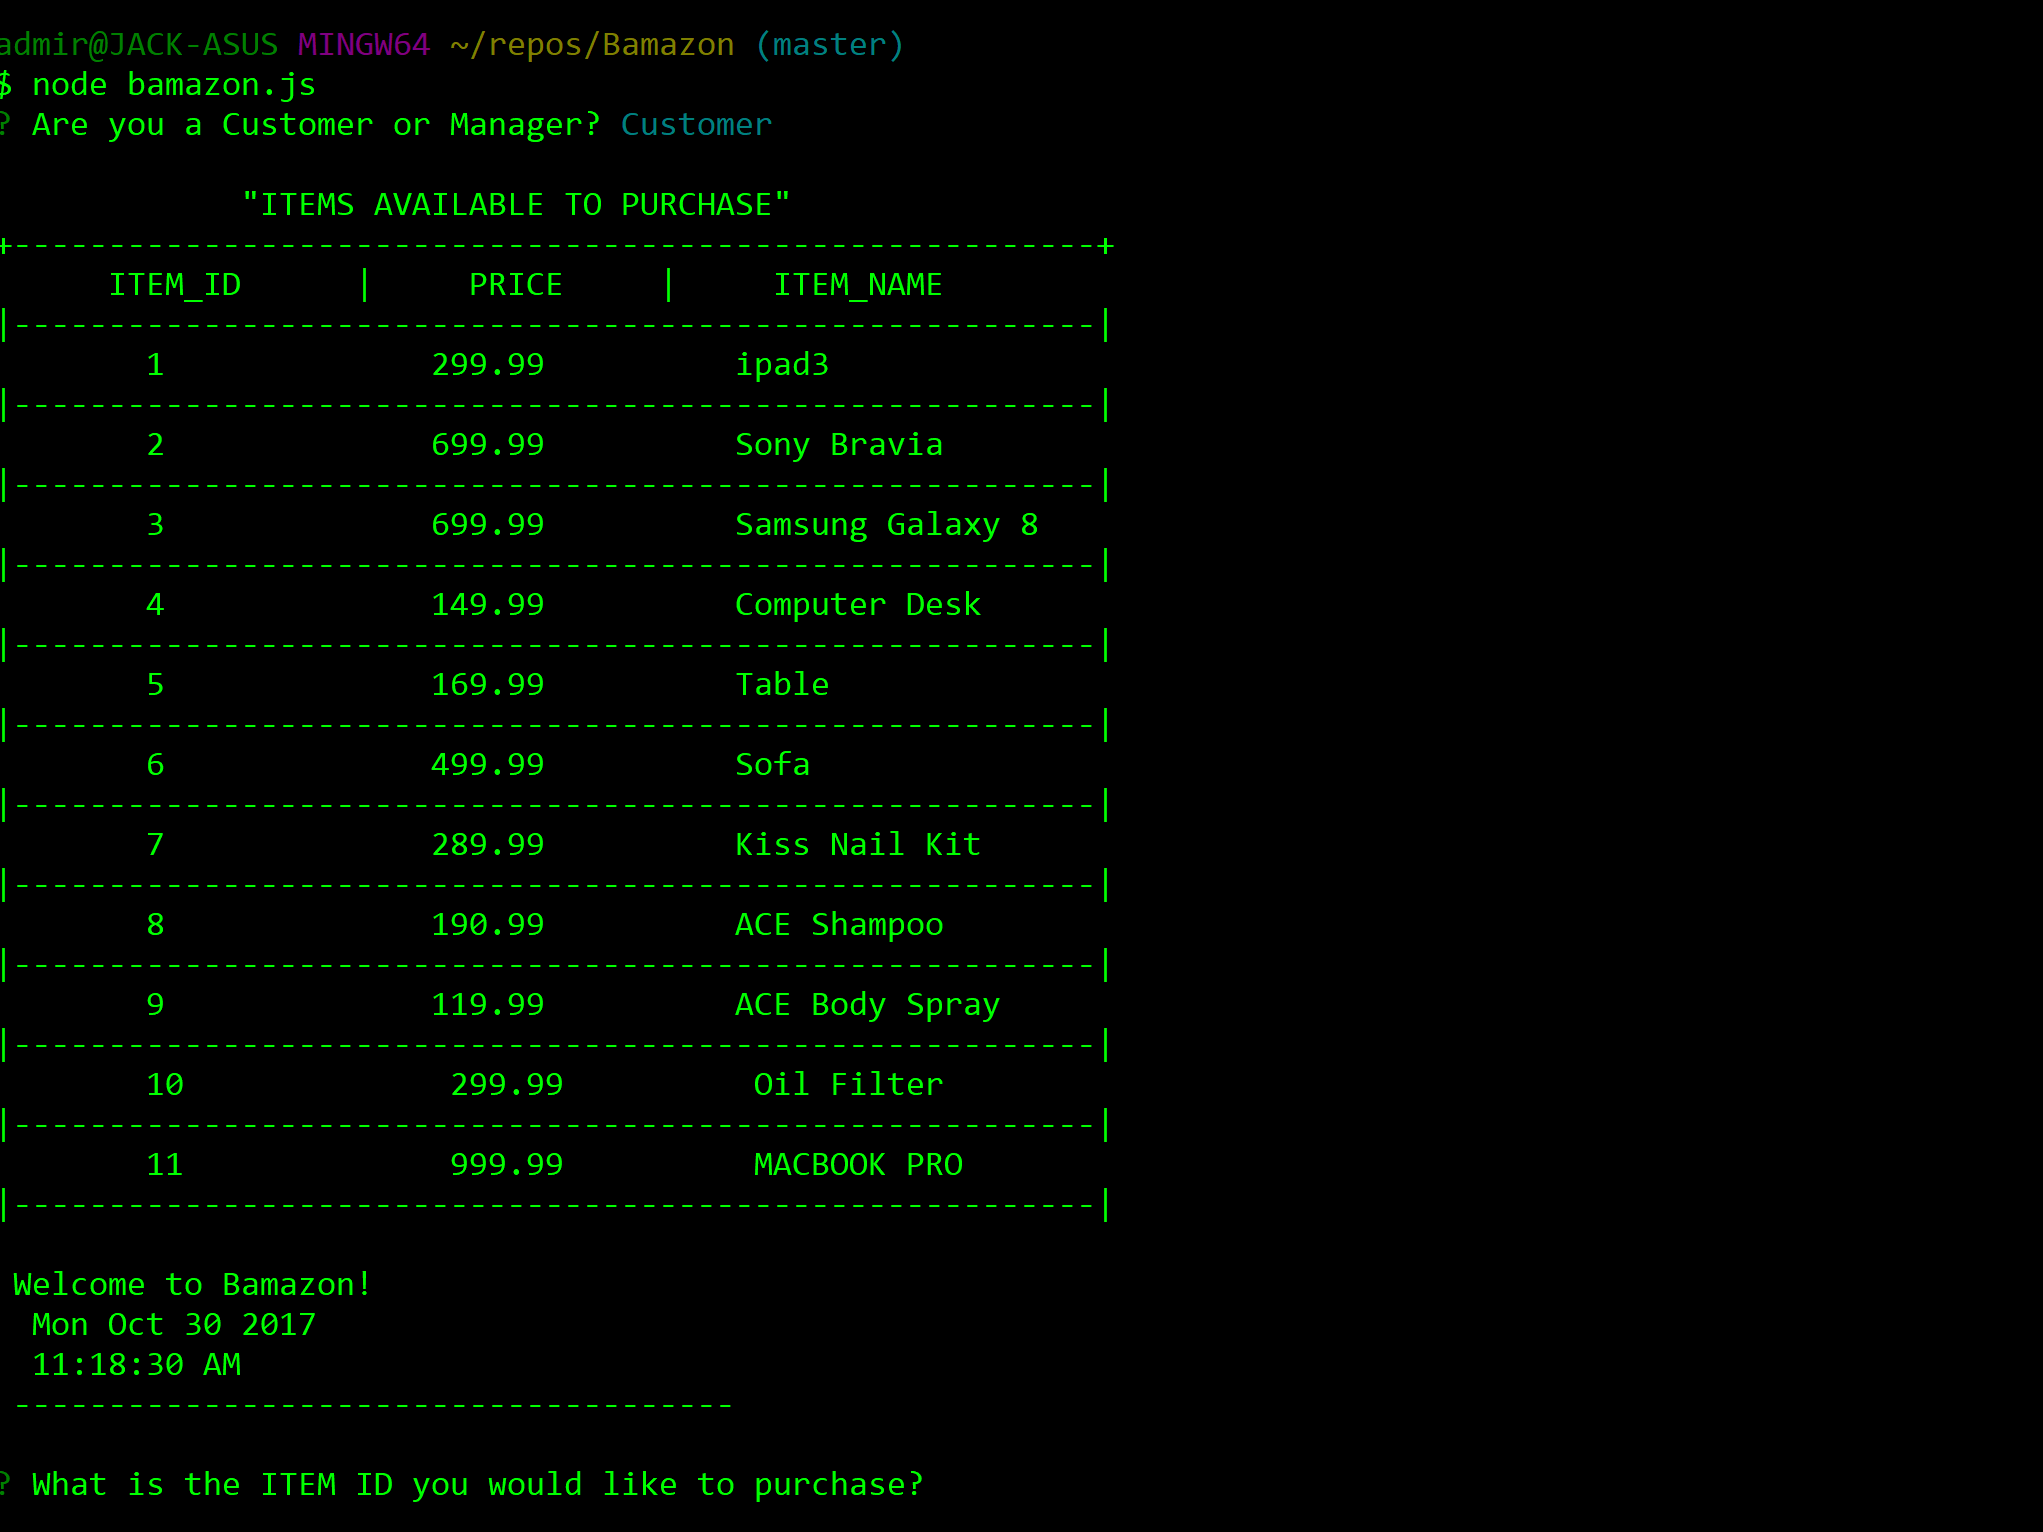 admir@JACK-ASUS MINGW64 ~/repos/Bamazon (master)
$ node bamazon.js
? Are you a Customer or Manager? Customer
"ITEMS AVAILABLE TO PURCHASE"
+---------------------------------------------------------+
ITEM_ID | PRICE | ITEM_NAME
|---------------------------------------------------------|
1 299.99 ipad3
|---------------------------------------------------------|
2 699.99 Sony Bravia
|---------------------------------------------------------|
3 699.99 Samsung Galaxy 8
|---------------------------------------------------------|
4 149.99 Computer Desk
|---------------------------------------------------------|
5 169.99 Table
|---------------------------------------------------------|
6 499.99 Sofa
|---------------------------------------------------------|
7 289.99 Kiss Nail Kit
|---------------------------------------------------------|
8 190.99 ACE Shampoo
|---------------------------------------------------------|
9 119.99 ACE Body Spray
|---------------------------------------------------------|
10 299.99 Oil Filter
|---------------------------------------------------------|
11 999.99 MACBOOK PRO
|---------------------------------------------------------|
Welcome to Bamazon!
Mon Oct 30 2017
11:18:30 AM
--------------------------------------
? What is the ITEM ID you would like to purchase?